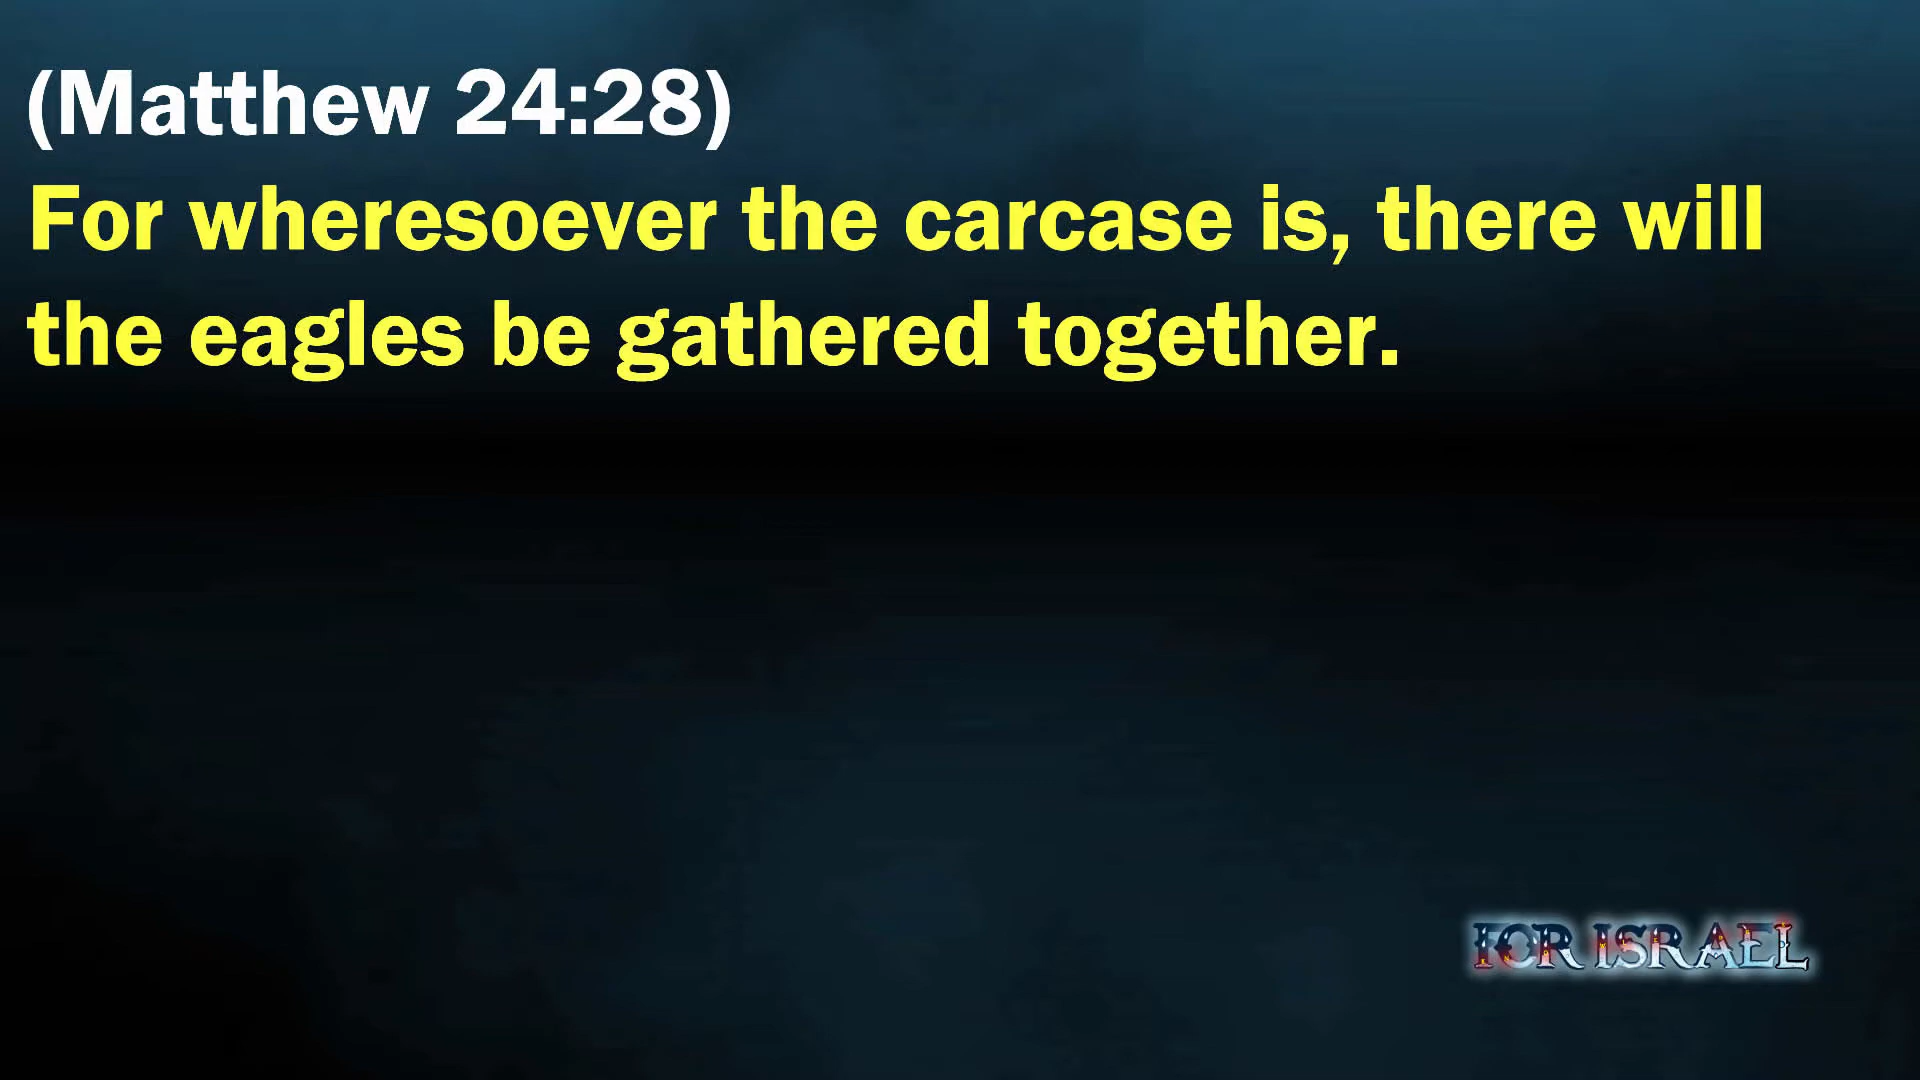 (Matthew 24:28)
For wheresoever the carcase is, there will
the eagles be gathered together.
FOR ISRAEL